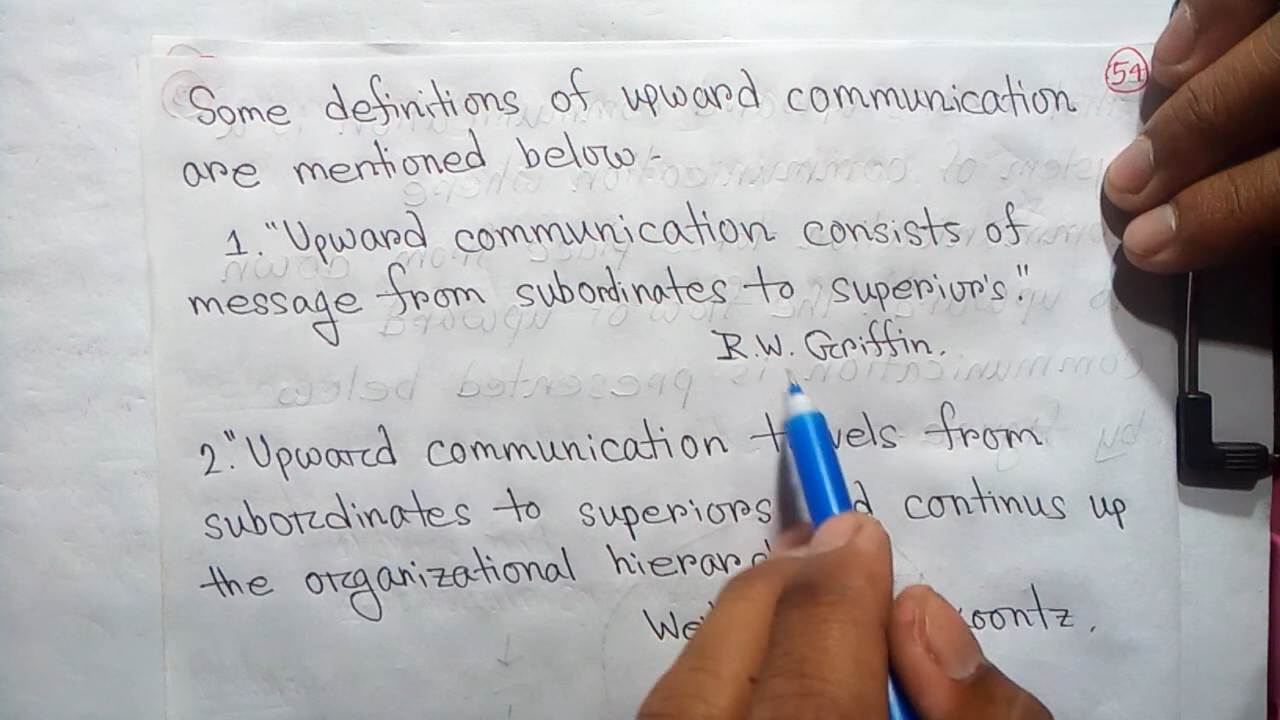 54
Some definitions of upward communication
are mentioned below-
1. "Upward communication consists of
message from subordinates to superior's."
R.W. Griffin.
2. "Upward communication from
subordinates to superiors continus up
the organizational